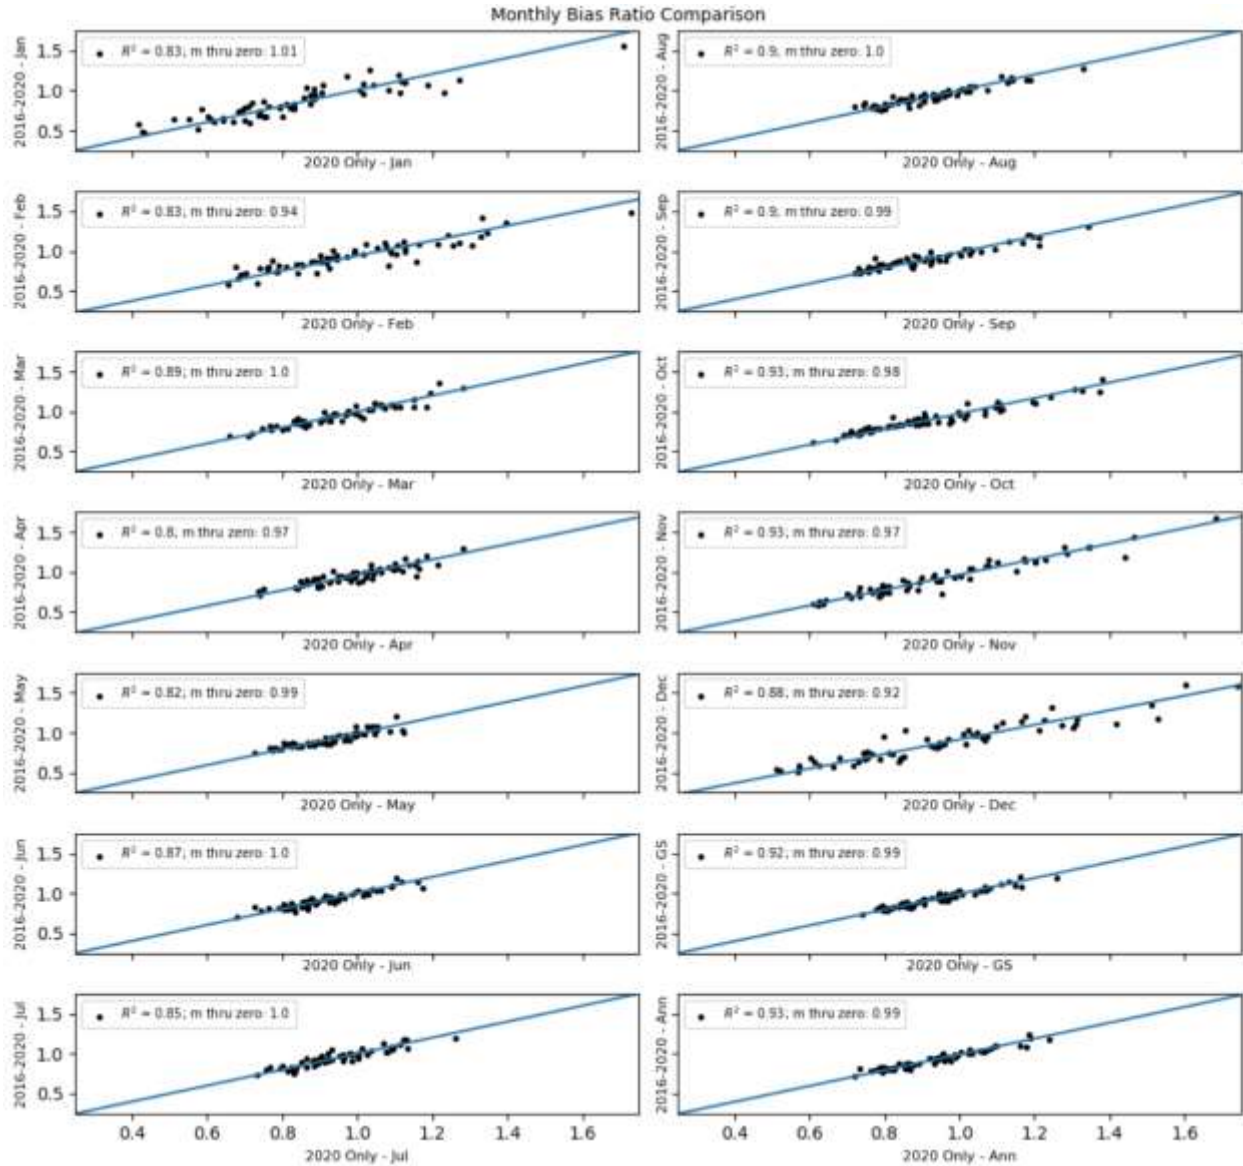 Monthly Bias Ratio Comparison
1.5
1.0
0.5
2016-2020 - Jan
R² = 0.83; m thru zero: 1.01
2020 Only - Jan
2016-2020 - Aug
R² = 0.9; m thru zero: 1.0
2020 Only - Aug
1.5
1.0
0.5
2016-2020 - Feb
R² = 0.83; m thru zero: 0.94
2020 Only - Feb
2016-2020 - Sep
R² = 0.9; m thru zero: 0.99
2020 Only - Sep
1.5
1.0
0.5
2016-2020 - Mar
R² = 0.89; m thru zero: 1.0
2020 Only - Mar
2016-2020 - Oct
R² = 0.93; m thru zero: 0.98
2020 Only - Oct
1.5
1.0
0.5
2016-2020 - Apr
R² = 0.8; m thru zero: 0.97
2020 Only - Apr
2016-2020 - Nov
R² = 0.93; m thru zero: 0.97
2020 Only - Nov
1.5
1.0
0.5
2016-2020 - May
R² = 0.82; m thru zero: 0.99
2020 Only - May
2016-2020 - Dec
R² = 0.88; m thru zero: 0.92
2020 Only - Dec
1.5
1.0
0.5
2016-2020 - Jun
R² = 0.87; m thru zero: 1.0
2020 Only - Jun
2016-2020 - GS
R² = 0.92; m thru zero: 0.99
2020 Only - GS
1.5
1.0
0.5
2016-2020 - Jul
R² = 0.85; m thru zero: 1.0
0.4 0.6 0.8 1.0 1.2 1.4 1.6
2020 Only - Jul
2016-2020 - Ann
R² = 0.93; m thru zero: 0.99
0.4 0.6 0.8 1.0 1.2 1.4 1.6
2020 Only - Ann